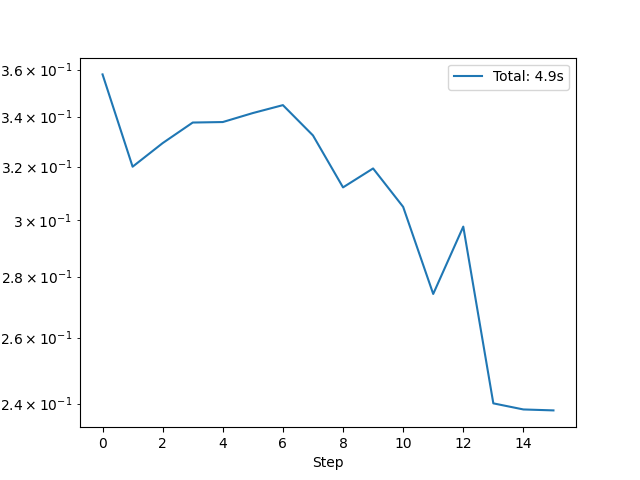 Total: 4.9s
3.6 × 10⁻¹
3.4 × 10⁻¹
3.2 × 10⁻¹
3 × 10⁻¹
2.8 × 10⁻¹
2.6 × 10⁻¹
2.4 × 10⁻¹
0 2 4 6 8 10 12 14
Step